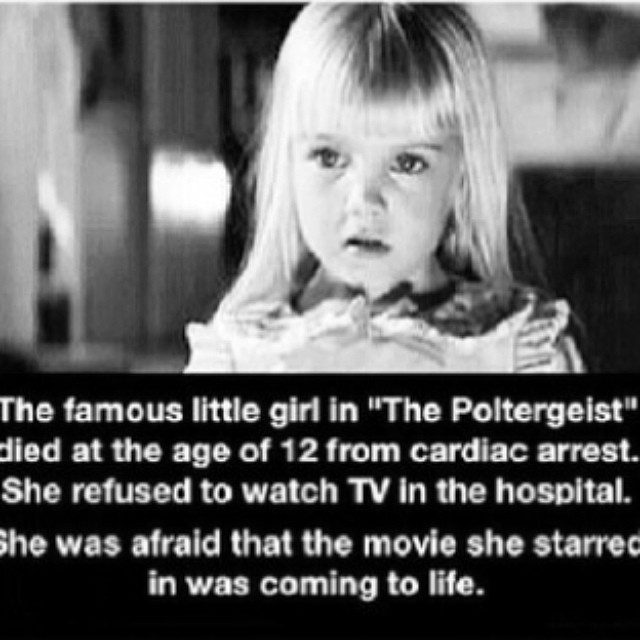 The famous little girl in "The Poltergeist"
died at the age of 12 from cardiac arrest.
She refused to watch TV in the hospital.
She was afraid that the movie she starred
in was coming to life.